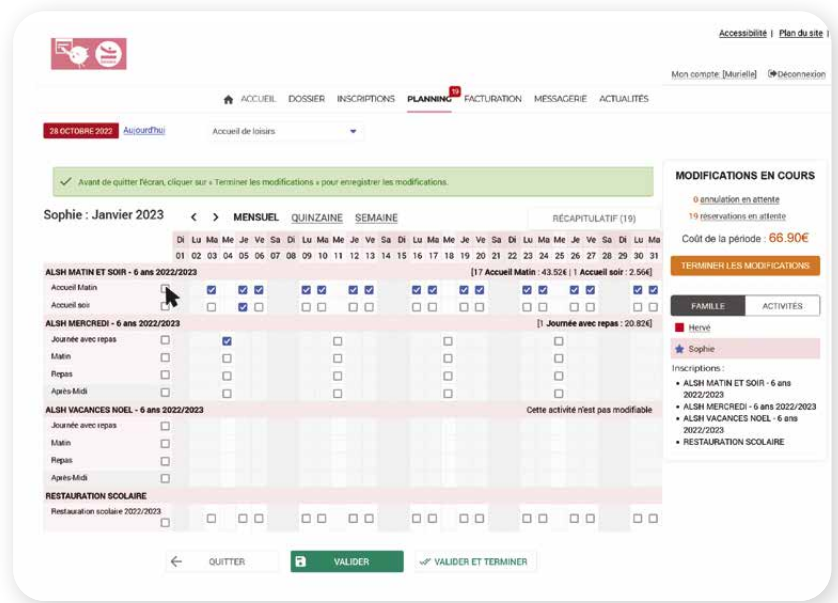 Accessibilité | Plan du site |
Mon compte: [Murielle] Déconnexion
ACCUEIL DOSSIER INSCRIPTIONS PLANNING 19 FACTURATION MESSAGERIE ACTUALITÉS
28 OCTOBRE 2022 Aujourd'hui Accueil de loisirs
Avant de quitter l'écran, cliquer sur « Terminer les modifications » pour enregistrer les modifications.
Sophie : Janvier 2023 < > MENSUEL QUINZAINE SEMAINE RÉCAPITULATIF (19)
Di Lu Ma Me Je Ve Sa Di Lu Ma Me Je Ve Sa Di Lu Ma Me Je Ve Sa Di Lu Ma Me Je Ve Sa Di Lu Ma
01 02 03 04 05 06 07 08 09 10 11 12 13 14 15 16 17 18 19 20 21 22 23 24 25 26 27 28 29 30 31
ALSH MATIN ET SOIR - 6 ans 2022/2023 [17 Accueil Matin : 43.52€ | 1 Accueil soir : 2.56€]
Accueil Matin
Accueil soir
ALSH MERCREDI - 6 ans 2022/2023 [1 Journée avec repas : 20.82€]
Journée avec repas
Matin
Repas
Après-Midi
ALSH VACANCES NOEL - 6 ans 2022/2023 Cette activité n'est pas modifiable
Journée avec repas
Matin
Repas
Après-Midi
RESTAURATION SCOLAIRE
Restauration scolaire 2022/2023
QUITTER VALIDER VALIDER ET TERMINER
MODIFICATIONS EN COURS
0 annulation en attente
19 réservations en attente
Coût de la période : 66.90€
TERMINER LES MODIFICATIONS
FAMILLE ACTIVITÉS
Hervé
Sophie
Inscriptions :
• ALSH MATIN ET SOIR - 6 ans
2022/2023
• ALSH MERCREDI - 6 ans 2022/2023
• ALSH VACANCES NOEL - 6 ans
2022/2023
• RESTAURATION SCOLAIRE